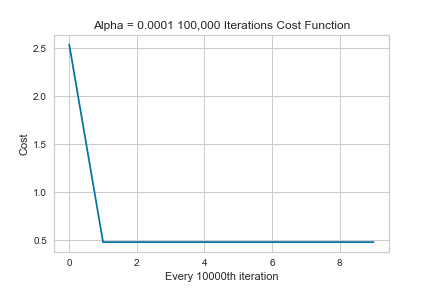 Alpha = 0.0001 100,000 Iterations Cost Function
2.5
2.0
1.5
1.0
0.5
Cost
0 2 4 6 8
Every 10000th iteration